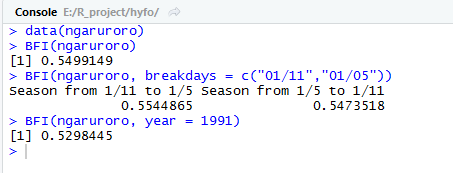 Console E:/R_project/hyfo/
> data(ngaruroro)
> BFI(ngaruroro)
[1] 0.5499149
> BFI(ngaruroro, breakdays = c("01/11","01/05"))
Season from 1/11 to 1/5 Season from 1/5 to 1/11
0.5544865 0.5473518
> BFI(ngaruroro, year = 1991)
[1] 0.5298445
>